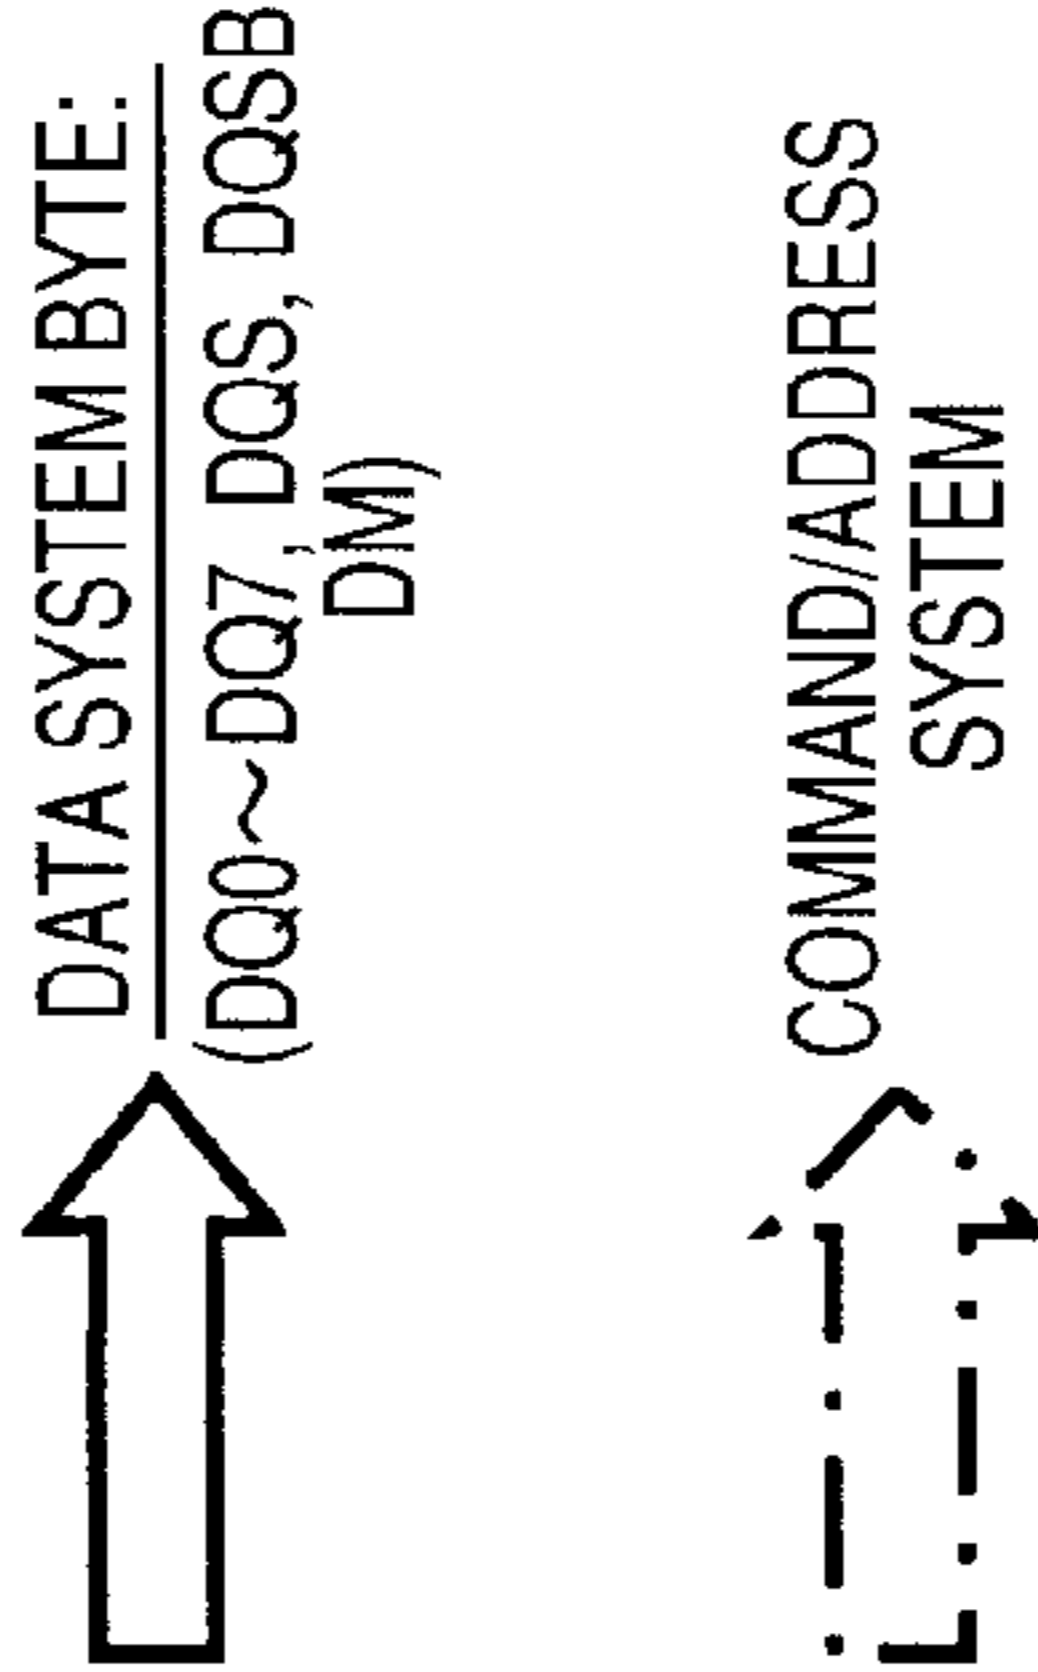 DATA SYSTEM BYTE:
(DQ0~DQ7, DQS, DQSB
DM)
COMMAND/ADDRESS
SYSTEM